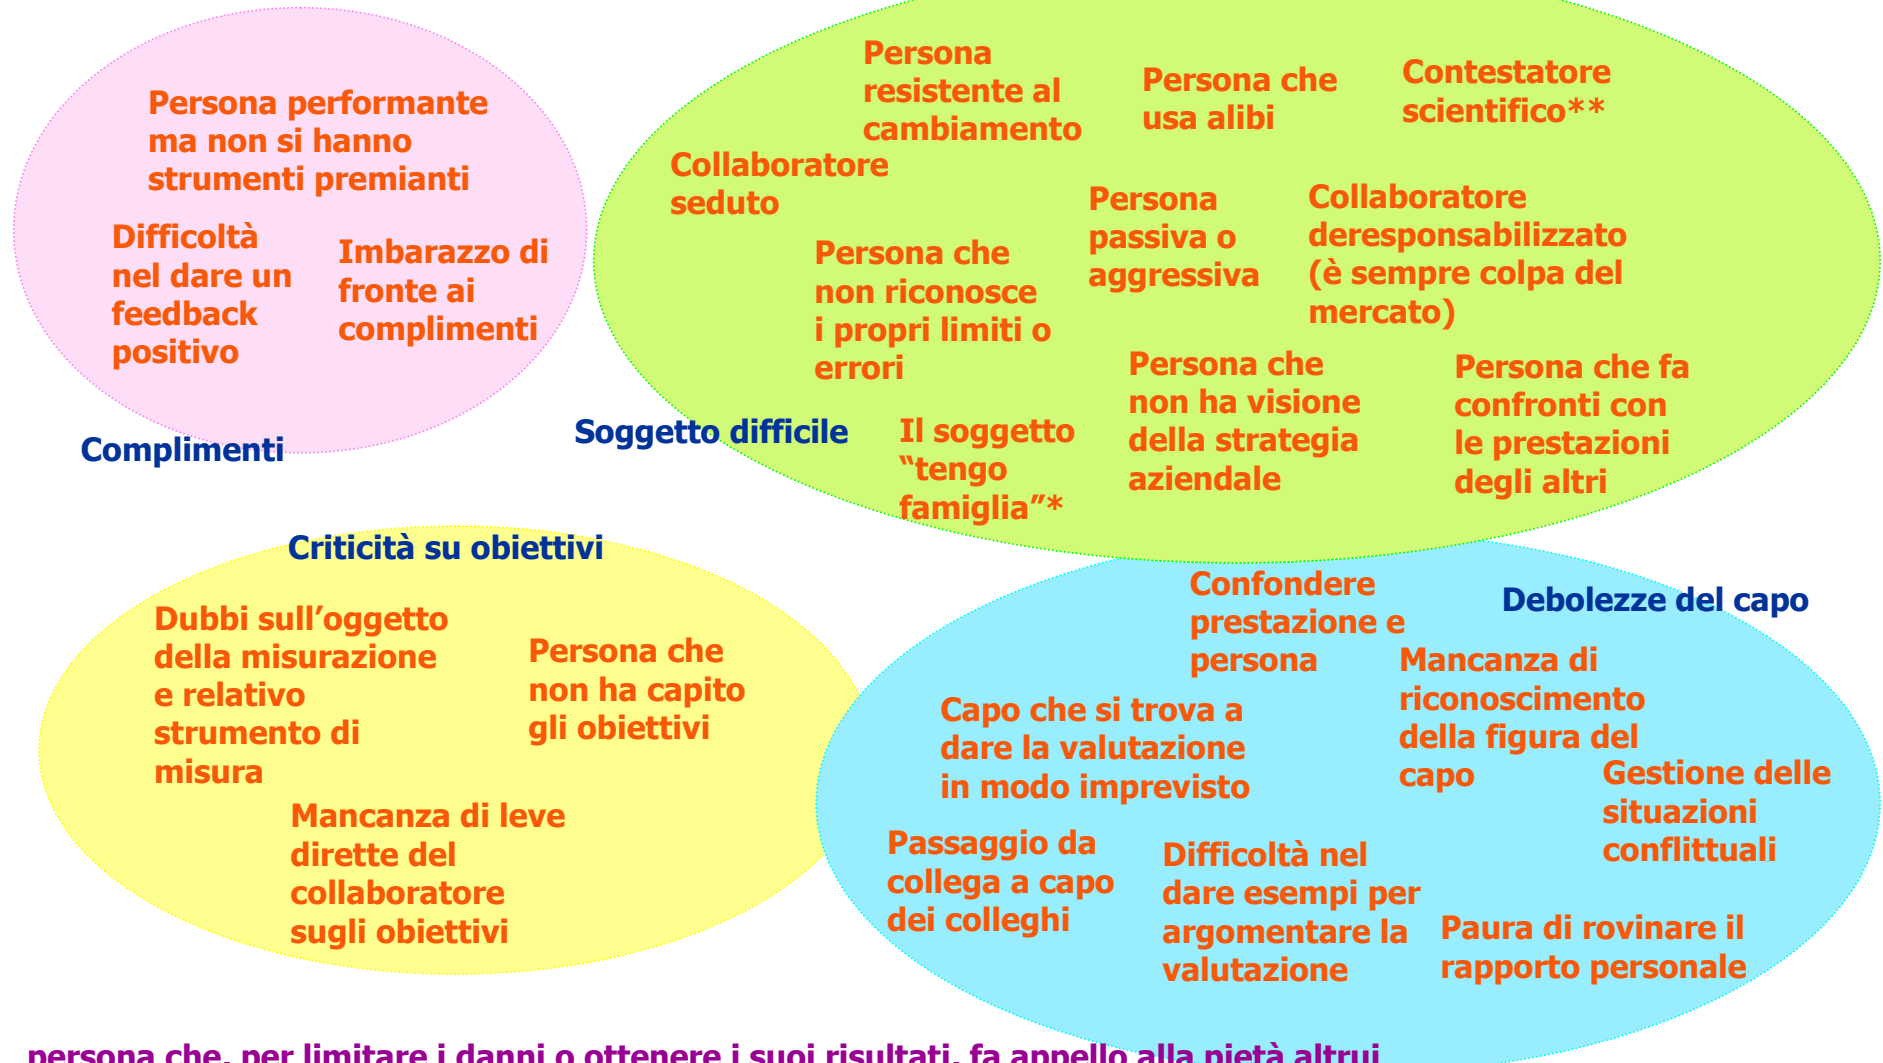 Persona performante
ma non si hanno
strumenti premianti
Difficoltà
nel dare un
feedback
positivo
Imbarazzo di
fronte ai
complimenti
Complimenti
Persona
resistente al
cambiamento
Persona che
usa alibi
Contestatore
scientifico**
Collaboratore
seduto
Persona
passiva o
aggressiva
Collaboratore
deresponsabilizzato
(è sempre colpa del
mercato)
Persona che
non riconosce
i propri limiti o
errori
Persona che
non ha visione
della strategia
aziendale
Persona che fa
confronti con
le prestazioni
degli altri
Soggetto difficile
Il soggetto
“tengo
famiglia”*
Criticità su obiettivi
Dubbi sull’oggetto
della misurazione
e relativo
strumento di
misura
Persona che
non ha capito
gli obiettivi
Mancanza di leve
dirette del
collaboratore
sugli obiettivi
Debolezze del capo
Confondere
prestazione e
persona
Mancanza di
riconoscimento
della figura del
capo
Capo che si trova a
dare la valutazione
in modo imprevisto
Gestione delle
situazioni
conflittuali
Passaggio da
collega a capo
dei colleghi
Difficoltà nel
dare esempi per
argomentare la
valutazione
Paura di rovinare il
rapporto personale
persona che, per limitare i danni o ottenere i suoi risultati, fa appello alla pietà altrui